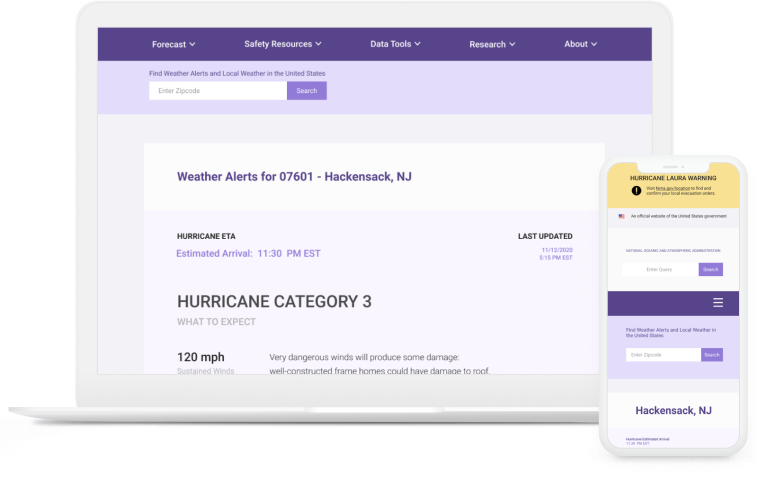 Forecast
Safety Resources
Data Tools
Research
About
Find Weather Alerts and Local Weather in the United States
Enter Zipcode
Search
Weather Alerts for 07601 - Hackensack, NJ
HURRICANE ETA
LAST UPDATED
Estimated Arrival: 11:30 PM EST
11/12/2020
5:15 PM EST
HURRICANE CATEGORY 3
WHAT TO EXPECT
120 mph
Very dangerous winds will produce some damage:
Sustained Winds
well-constructed frame homes could have damage to roof,
HURRICANE LAURA WARNING
Visit fema.gov/location to find and
confirm your local evacuation orders.
An official website of the United States government
NATIONAL OCEANIC AND ATMOSPHERIC ADMINISTRATION
Enter Query
Search
Find Weather Alerts and Local Weather in
the United States
Enter Zipcode
Search
Hackensack, NJ
Hurricane Estimated Arrival
11:30 PM EST